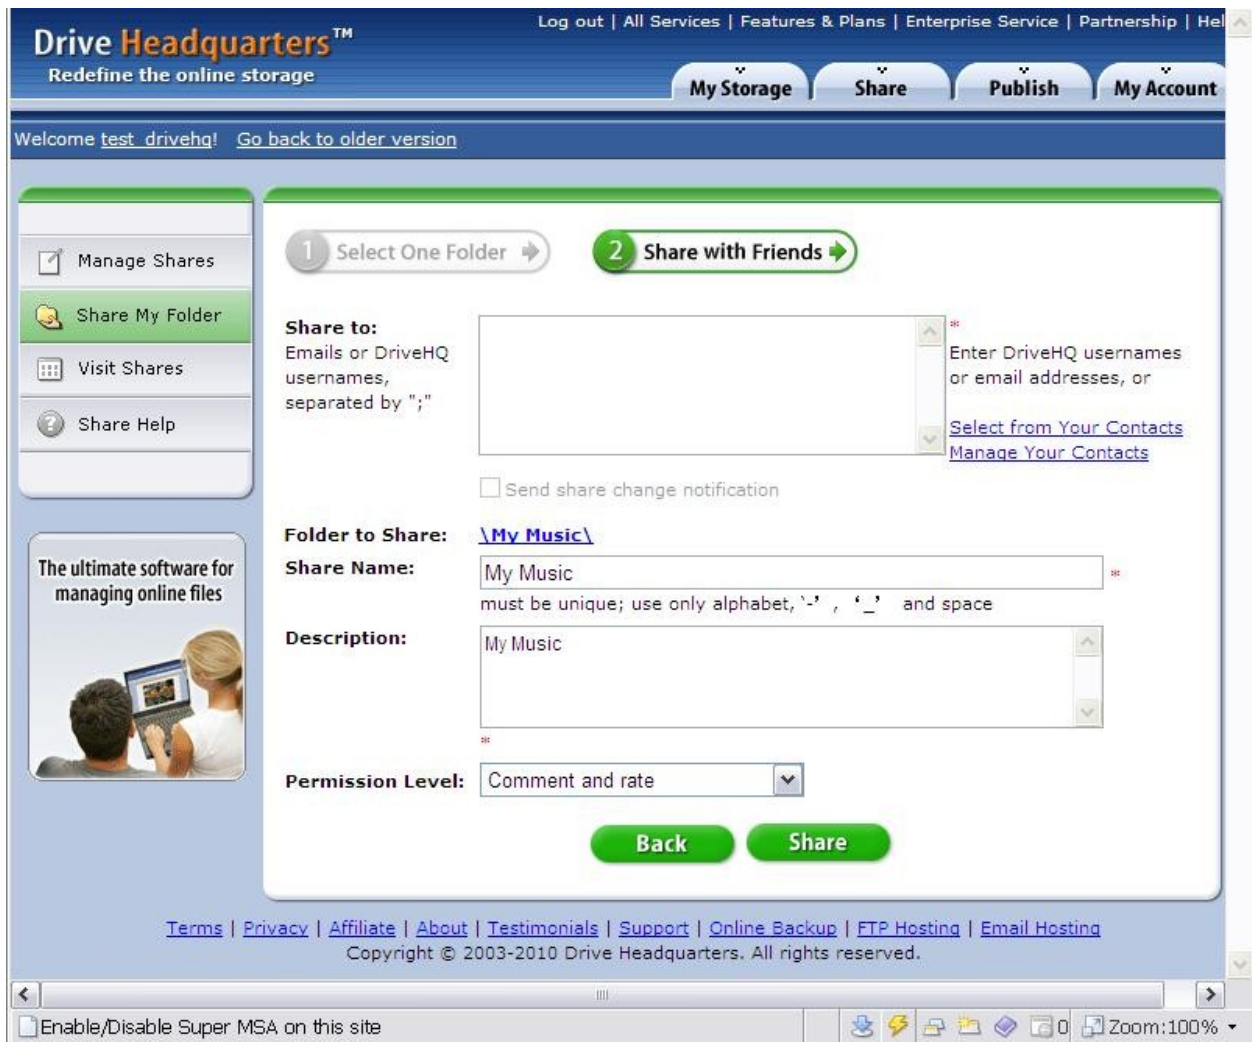 Log out | All Services | Features & Plans | Enterprise Service | Partnership | Hel
Drive Headquarters™
Redefine the online storage
My Storage
Share
Publish
My Account
Welcome test_drivehq! Go back to older version
Manage Shares
Share My Folder
Visit Shares
Share Help
The ultimate software for
managing online files
1 Select One Folder
2 Share with Friends
Share to:
Emails or DriveHQ
usernames,
separated by ";"
*
Enter DriveHQ usernames
or email addresses, or
Select from Your Contacts
Manage Your Contacts
Send share change notification
Folder to Share: \My Music\
Share Name: My Music *
must be unique; use only alphabet, `-’ , ‘_’ and space
Description: My Music
*
Permission Level: Comment and rate
Back Share
Terms | Privacy | Affiliate | About | Testimonials | Support | Online Backup | FTP Hosting | Email Hosting
Copyright © 2003-2010 Drive Headquarters. All rights reserved.
Enable/Disable Super MSA on this site 0 Zoom:100%